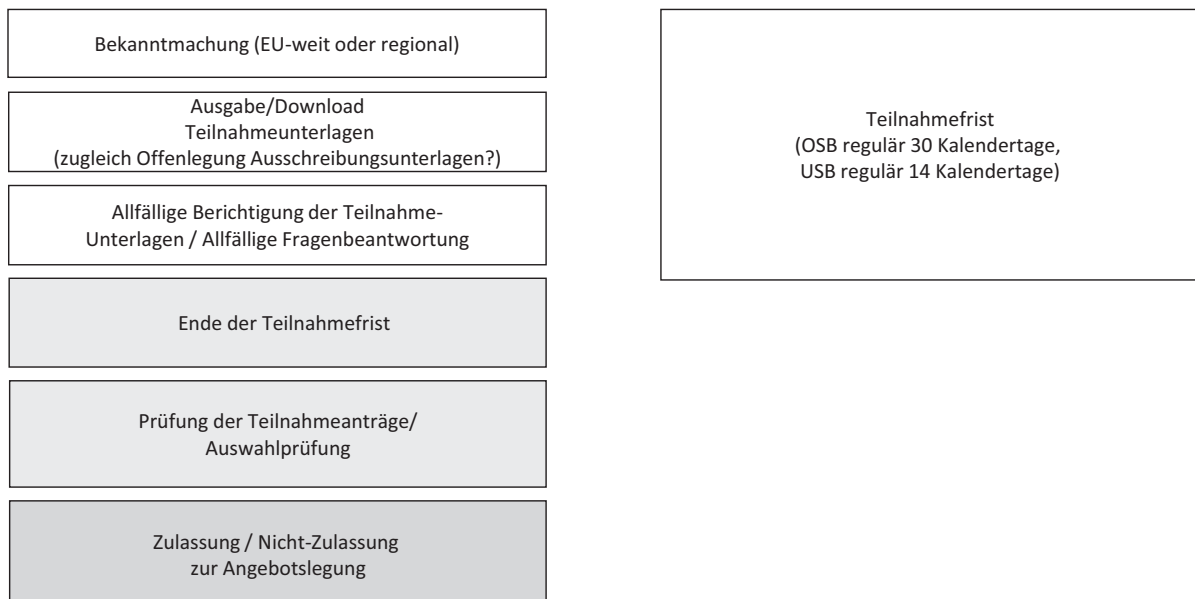 Bekanntmachung (EU-weit oder regional)
Ausgabe/Download
Teilnahmeunterlagen
(zugleich Offenlegung Ausschreibungsunterlagen?)
Allfällige Berichtigung der Teilnahme-
Unterlagen / Allfällige Fragenbeantwortung
Ende der Teilnahmefrist
Prüfung der Teilnahmeanträge/
Auswahlprüfung
Zulassung / Nicht-Zulassung
zur Angebotslegung
Teilnahmefrist
(OSB regulär 30 Kalendertage,
USB regulär 14 Kalendertage)